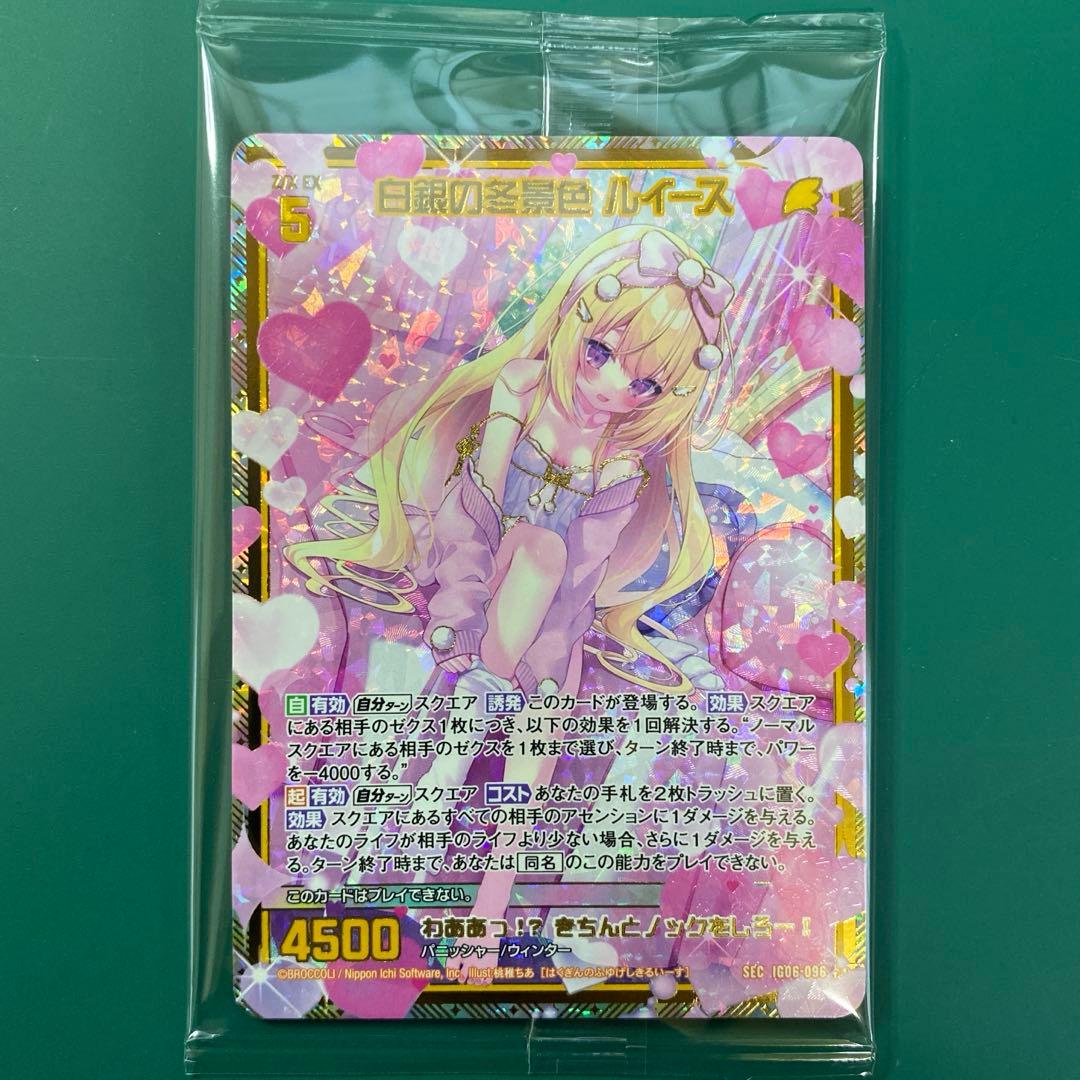 Z/X EX
5
白銀の冬景色 ルイース
自 有効 自分ターン スクエア 誘発 このカードが登場する。 効果 スクエア
にある相手のゼクス1枚につき、以下の効果を1回解決する。“ノーマル
スクエアにある相手のゼクスを1枚まで選び、ターン終了時まで、パワー
を－4000する。”
起 有効 自分ターン スクエア コスト あなたの手札を2枚トラッシュに置く。
効果 スクエアにあるすべての相手のアセンションに1ダメージを与える。
あなたのライフが相手のライフより少ない場合、さらに1ダメージを与え
る。ターン終了時まで、あなたは 同名 のこの能力をプレイできない。
このカードはプレイできない。
4500
わああっ！？ きちんとノックをしろー！
バニッシャー/ウィンター
©BROCCOLI / Nippon Ichi Software, Inc. Illust.桃稚ちあ [はくぎんのふゆげしきるいーす]
SEC IG06-096